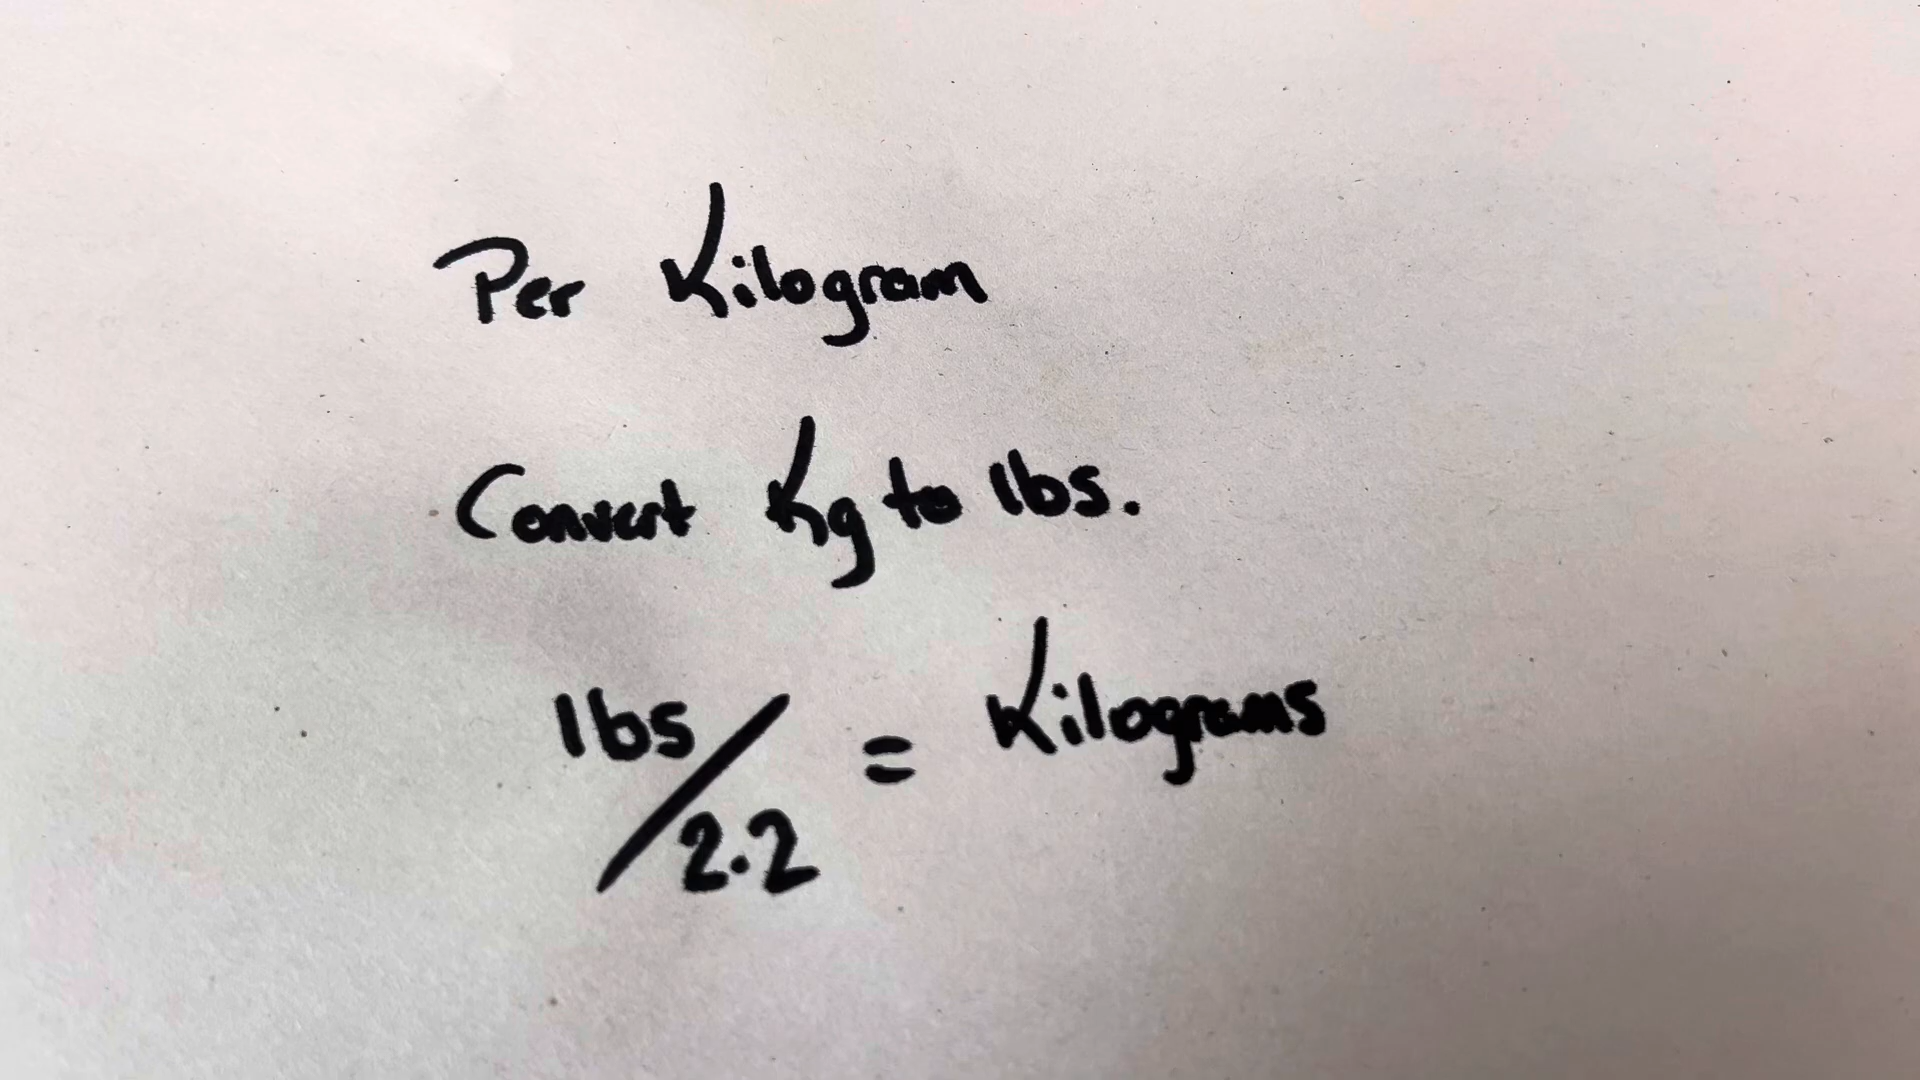 Per Kilogram
Convert Kg to lbs.
lbs/2.2 = Kilograms